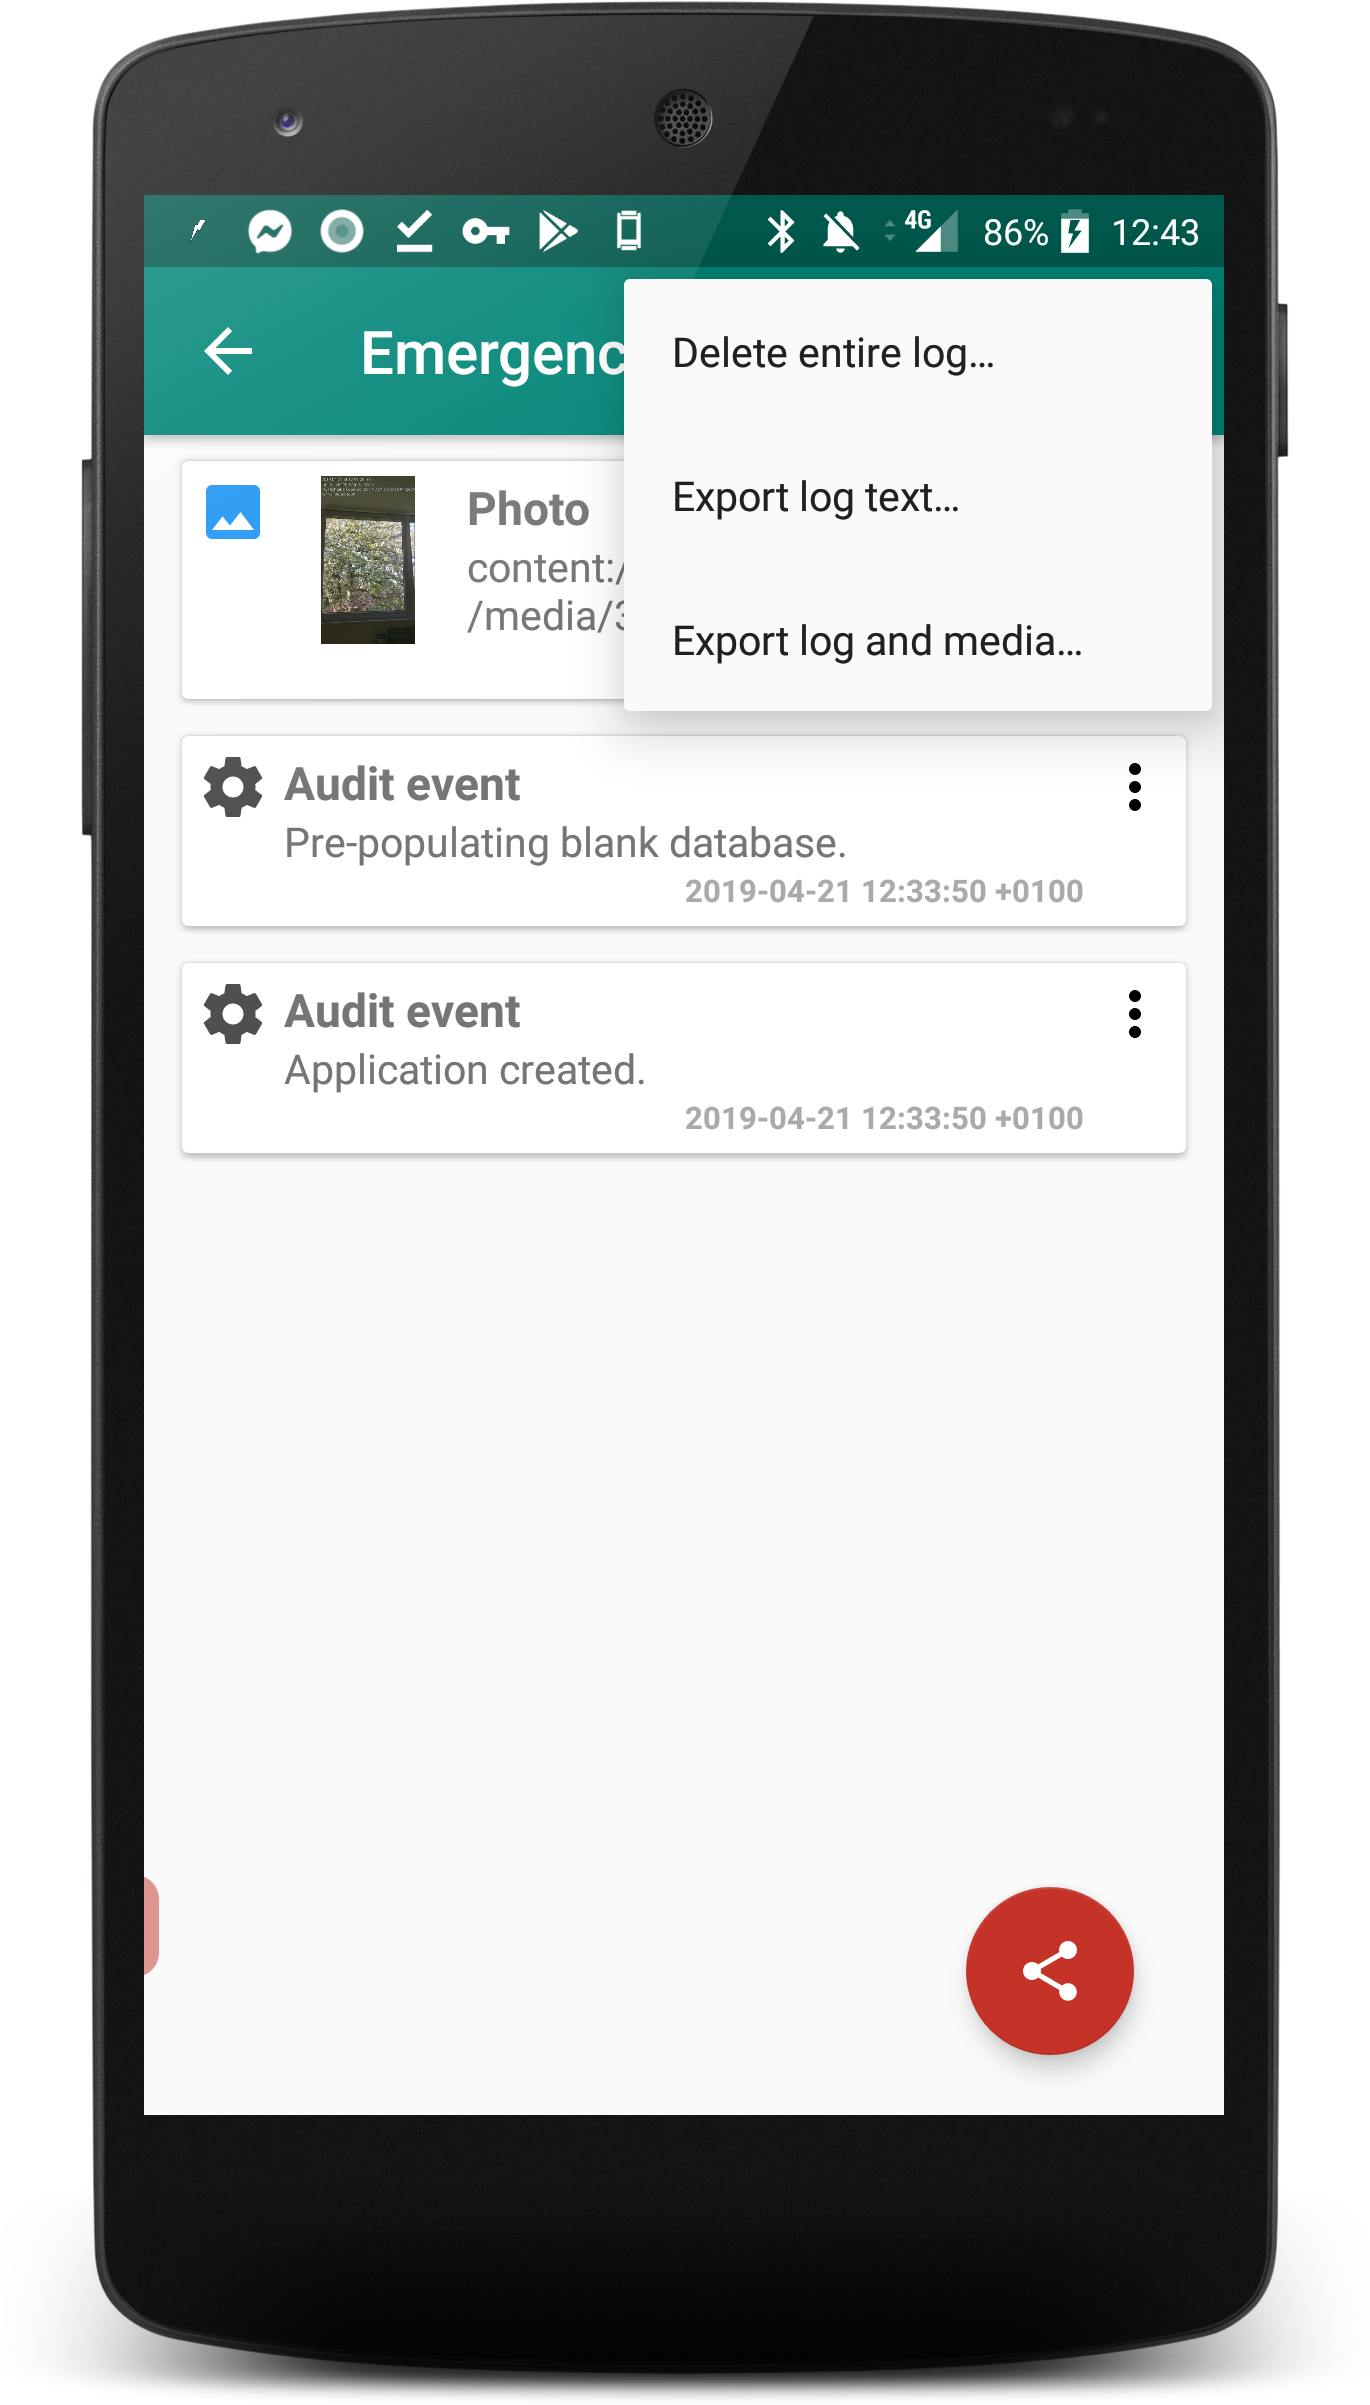 4G 86% 12:43
Emergenc
Delete entire log...
Export log text...
Export log and media...
Photo
content:/
/media/3
Audit event
Pre-populating blank database.
2019-04-21 12:33:50 +0100
Audit event
Application created.
2019-04-21 12:33:50 +0100